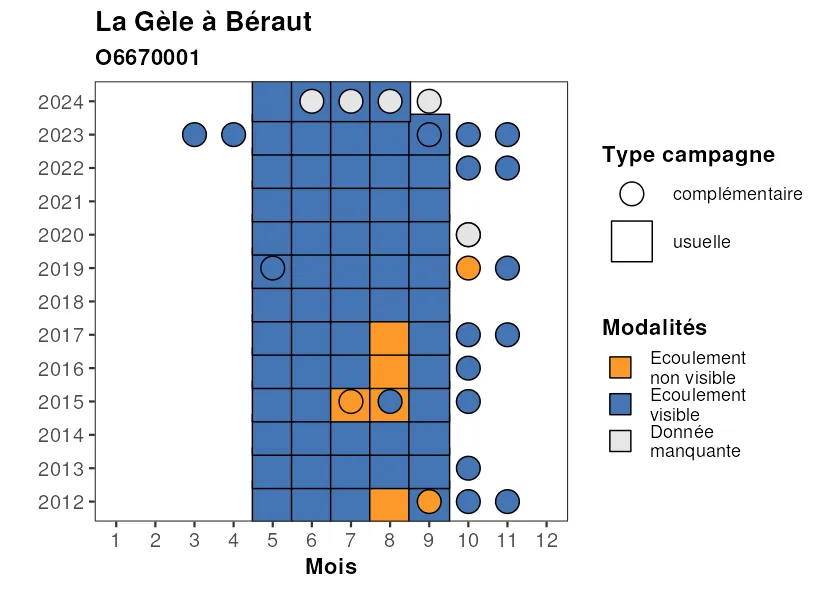 La Gèle à Béraut
O6670001
2024
2023
2022
2021
2020
2019
2018
2017
2016
2015
2014
2013
2012
1 2 3 4 5 6 7 8 9 10 11 12
Mois
Type campagne
complémentaire
usuelle
Modalités
Ecoulement
non visible
Ecoulement
visible
Donnée
manquante